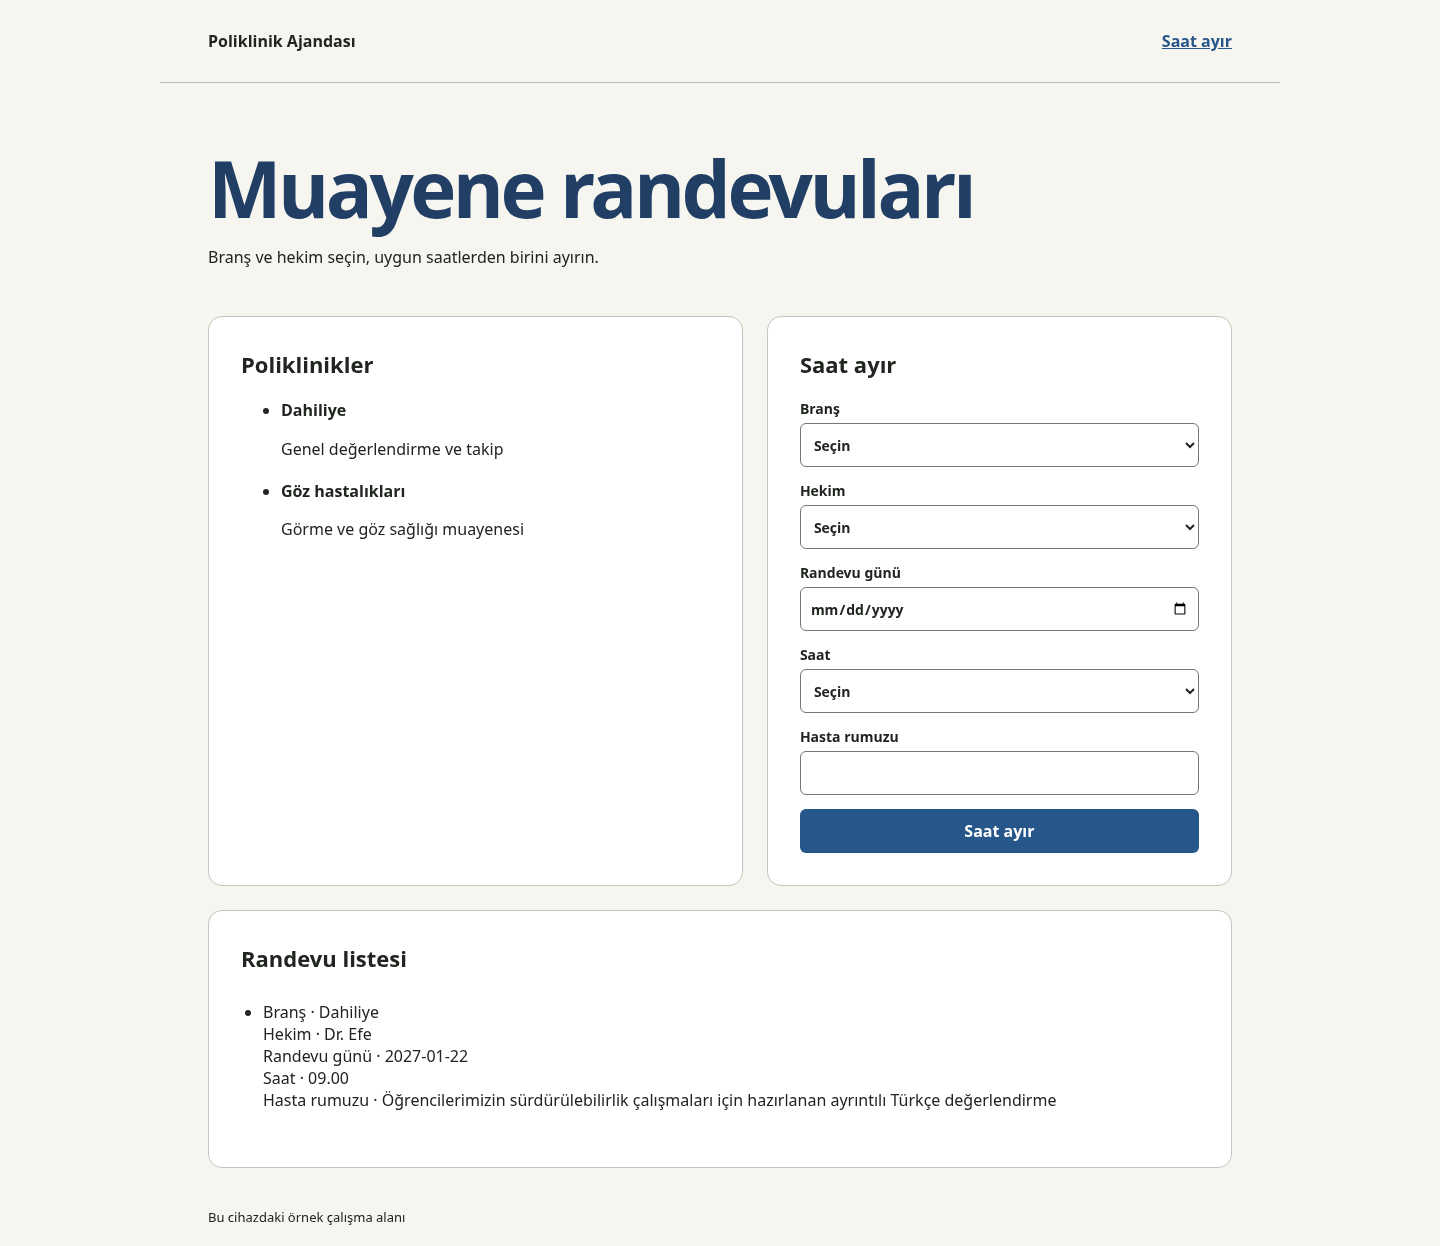 Poliklinik Ajandası
Saat ayır
Muayene randevuları
Branş ve hekim seçin, uygun saatlerden birini ayırın.
Poliklinikler
Dahiliye
Genel değerlendirme ve takip
Göz hastalıkları
Görme ve göz sağlığı muayenesi
Saat ayır
Branş
Seçin
Hekim
Seçin
Randevu günü
mm/dd/yyyy
Saat
Seçin
Hasta rumuzu
Saat ayır
Randevu listesi
Branş · Dahiliye
Hekim · Dr. Efe
Randevu günü · 2027-01-22
Saat · 09.00
Hasta rumuzu · Öğrencilerimizin sürdürülebilirlik çalışmaları için hazırlanan ayrıntılı Türkçe değerlendirme
Bu cihazdaki örnek çalışma alanı